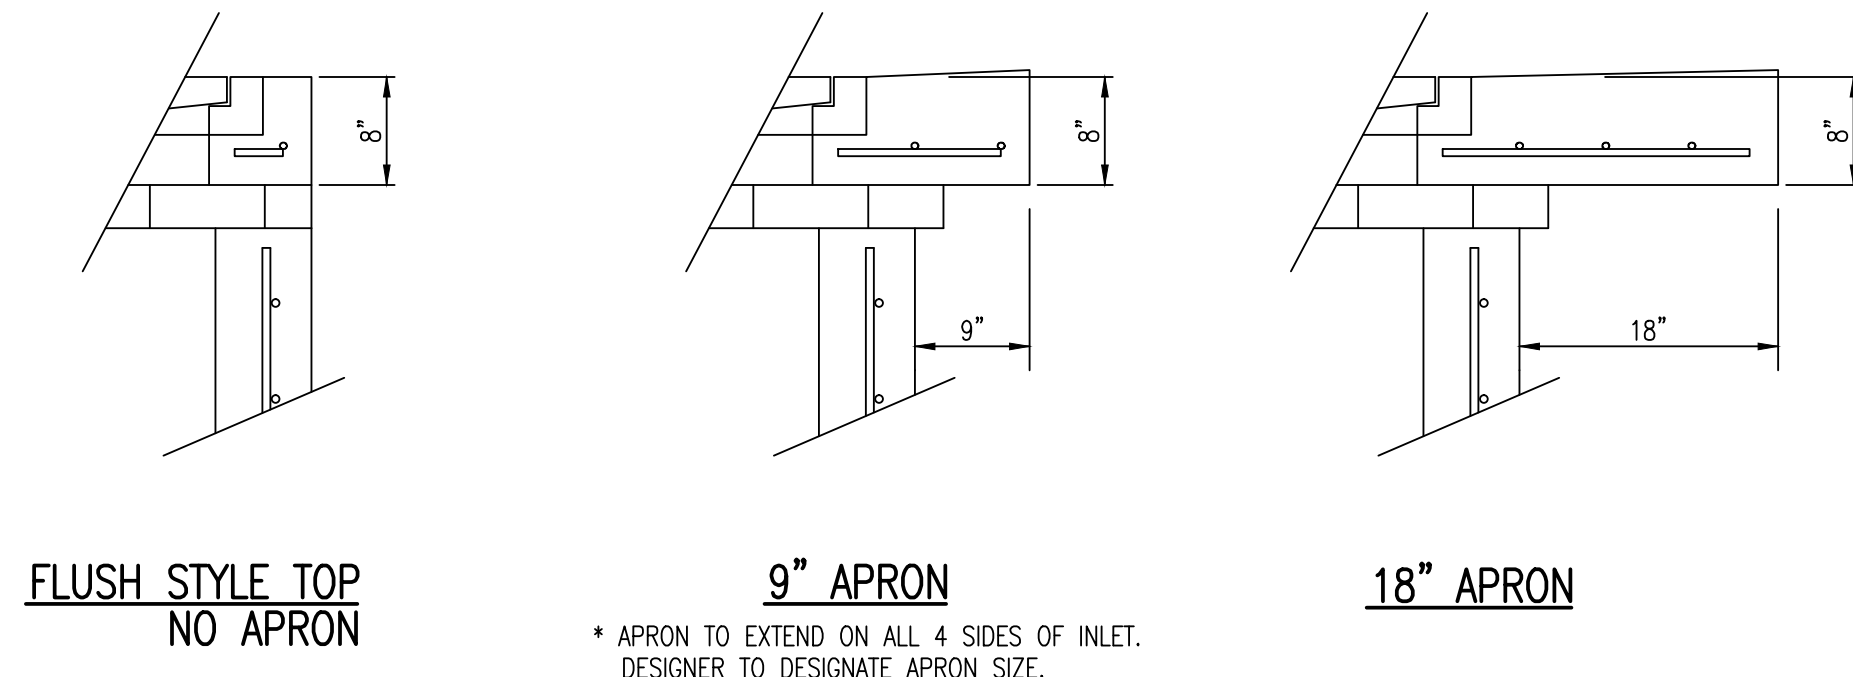 8”
8”
8”
9”
18”
FLUSH STYLE TOP
NO APRON
9” APRON
18” APRON
* APRON TO EXTEND ON ALL 4 SIDES OF INLET.
DESIGNER TO DESIGNATE APRON SIZE.